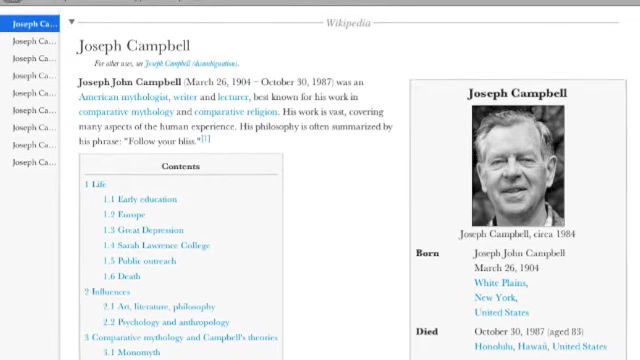 Joseph Ca...
Joseph Ca...
Joseph Ca...
Joseph Ca...
Joseph Ca...
Joseph Ca...
Joseph Ca...
Joseph Ca...
Joseph Ca...
Wikipedia
Joseph Campbell
For other uses, see Joseph Campbell (disambiguation).
Joseph John Campbell (March 26, 1904 – October 30, 1987) was an
American mythologist, writer and lecturer, best known for his work in
comparative mythology and comparative religion. His work is vast, covering
many aspects of the human experience. His philosophy is often summarized by
his phrase: "Follow your bliss."[1]
Contents
1 Life
1.1 Early education
1.2 Europe
1.3 Great Depression
1.4 Sarah Lawrence College
1.5 Public outreach
1.6 Death
2 Influences
2.1 Art, literature, philosophy
2.2 Psychology and anthropology
3 Comparative mythology and Campbell's theories
3.1 Monomyth
Joseph Campbell
Joseph Campbell, circa 1984
Born Joseph John Campbell
March 26, 1904
White Plains,
New York,
United States
Died October 30, 1987 (aged 83)
Honolulu, Hawaii, United States